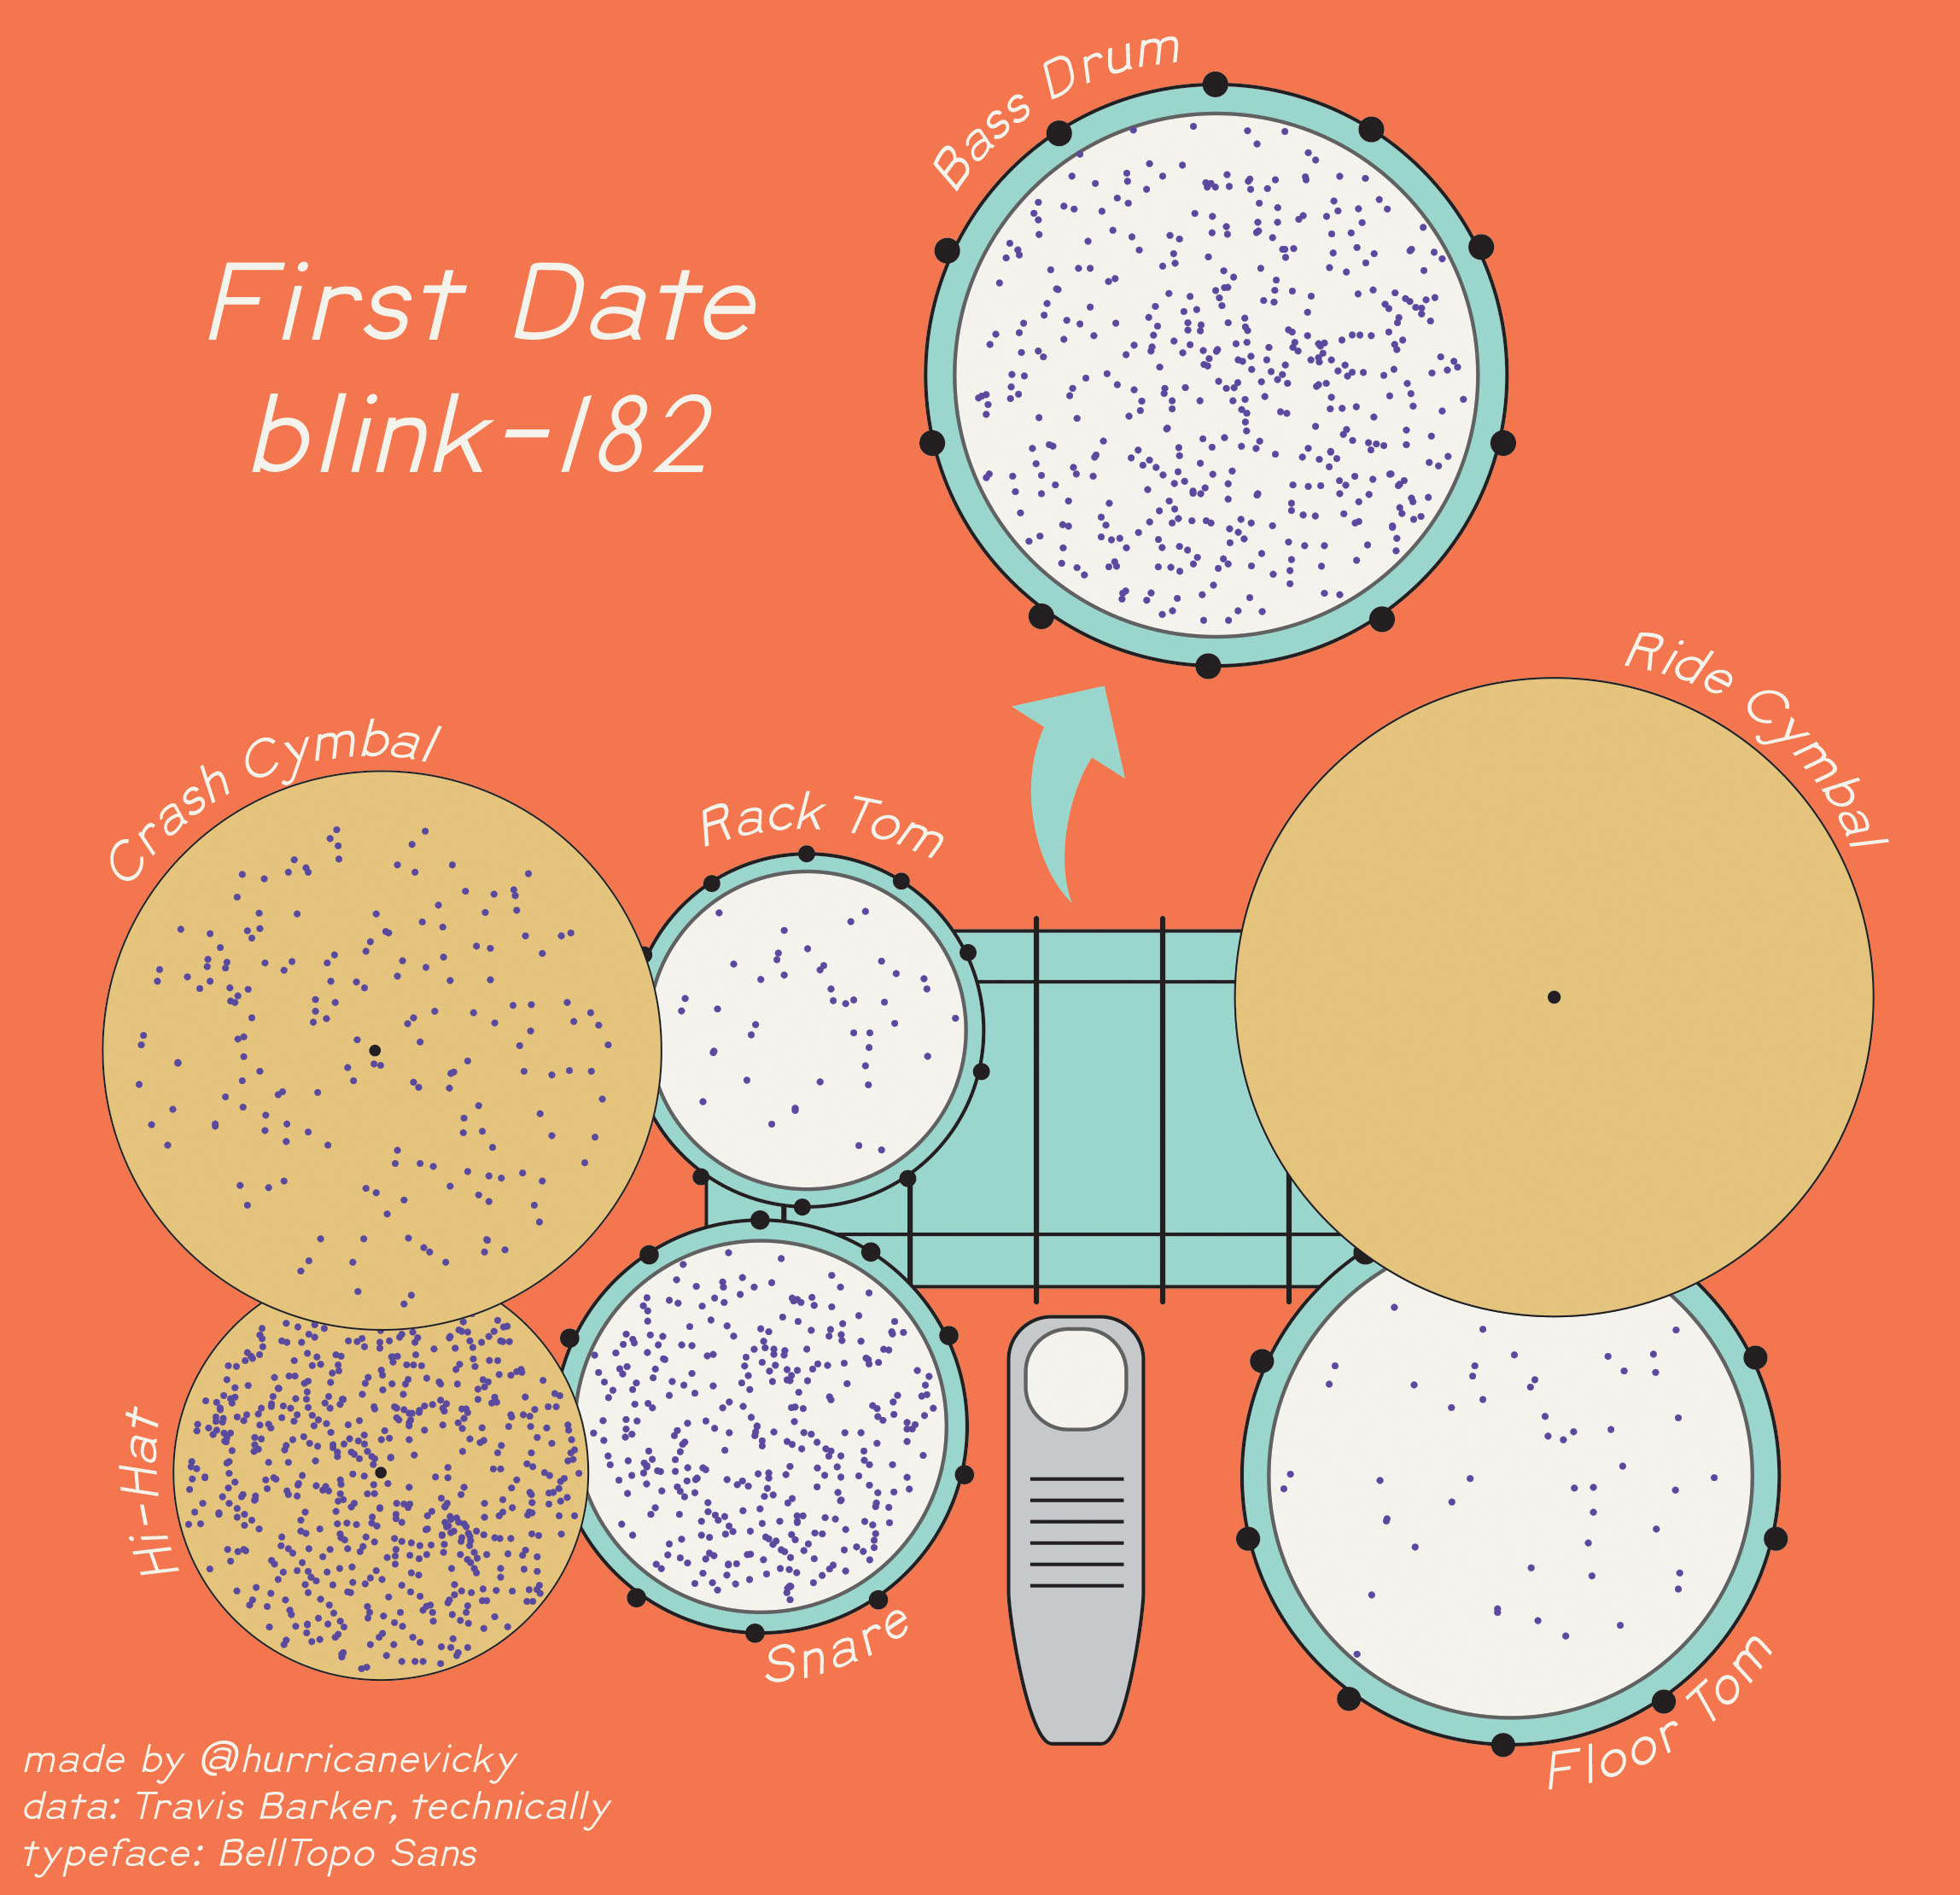 First Date
blink-182
Bass Drum
Ride Cymbal
Crash Cymbal
Rack Tom
Hi-Hat
Snare
Floor Tom
made by @hurricanevicky
data: Travis Barker, technically
typeface: BellTopo Sans